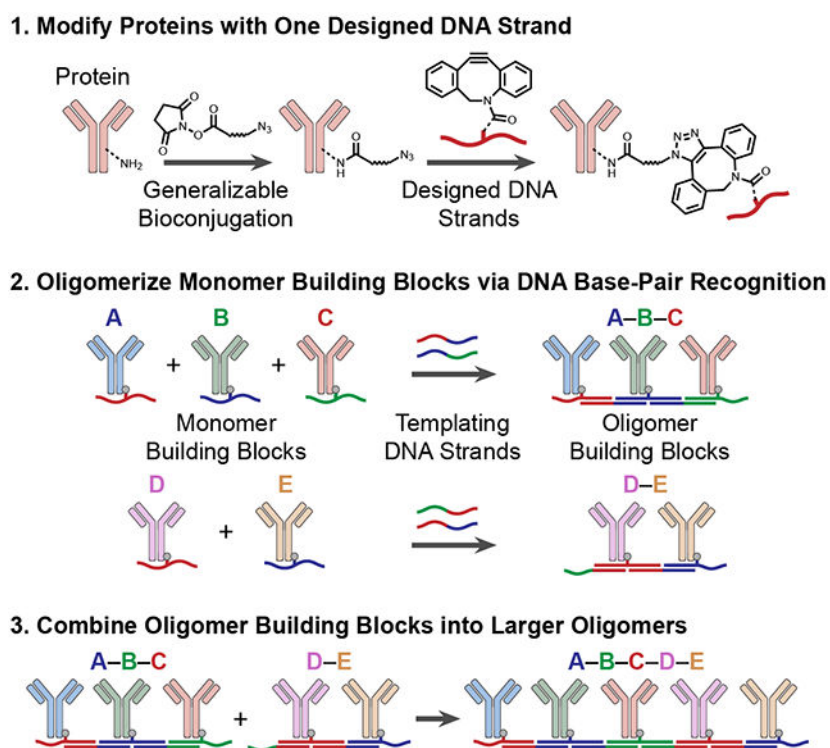 1. Modify Proteins with One Designed DNA Strand
Protein
NH2
O
N
O
O
O
N3
Generalizable
Bioconjugation
O
N
H
N3
N
O
Designed DNA
Strands
O
N
H
N
N
N
N
O
2. Oligomerize Monomer Building Blocks via DNA Base-Pair Recognition
A
B
C
A–B–C
+
+
Monomer
Building Blocks
Templating
DNA Strands
Oligomer
Building Blocks
D
E
D–E
+
3. Combine Oligomer Building Blocks into Larger Oligomers
A–B–C
D–E
A–B–C–D–E
+